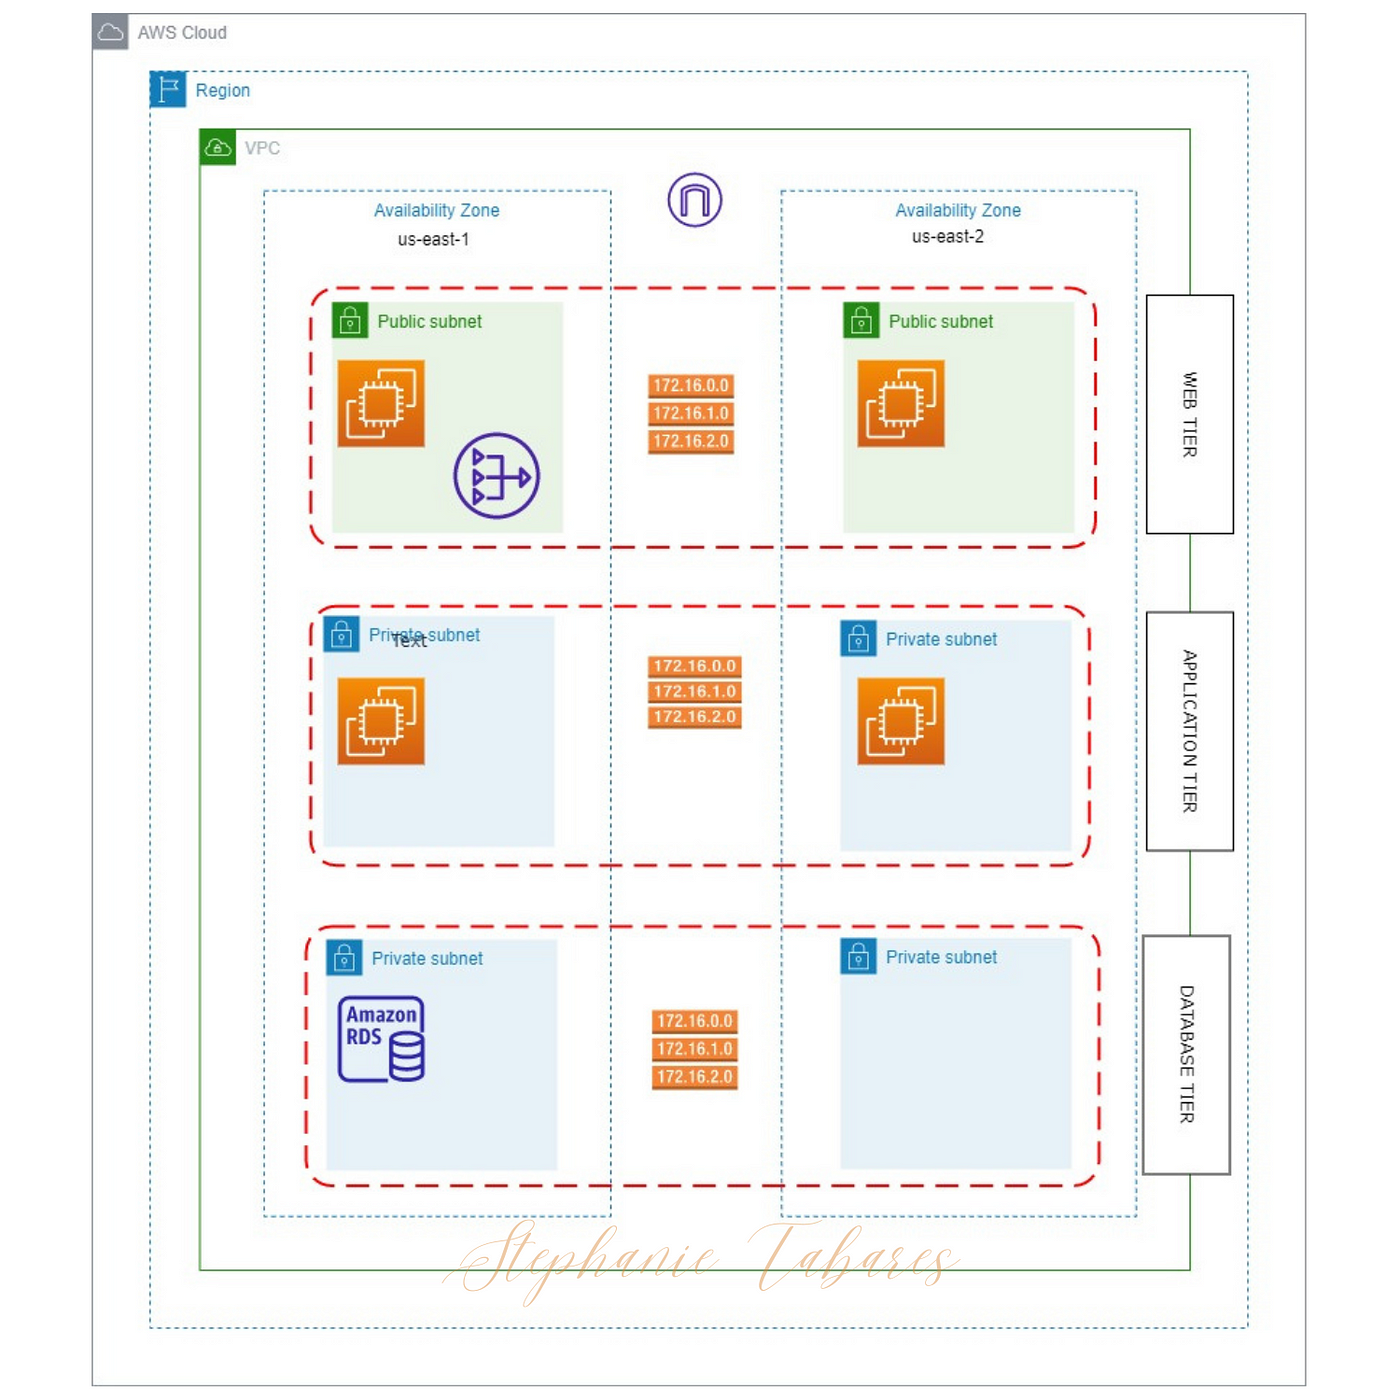 AWS Cloud
Region
VPC
Availability Zone
us-east-1
Availability Zone
us-east-2
Public subnet
Public subnet
172.16.0.0
172.16.1.0
172.16.2.0
WEB TIER
Private subnet
Text
Private subnet
172.16.0.0
172.16.1.0
172.16.2.0
APPLICATION TIER
Private subnet
Private subnet
Amazon
RDS
172.16.0.0
172.16.1.0
172.16.2.0
DATABASE TIER
Stephanie Tabares